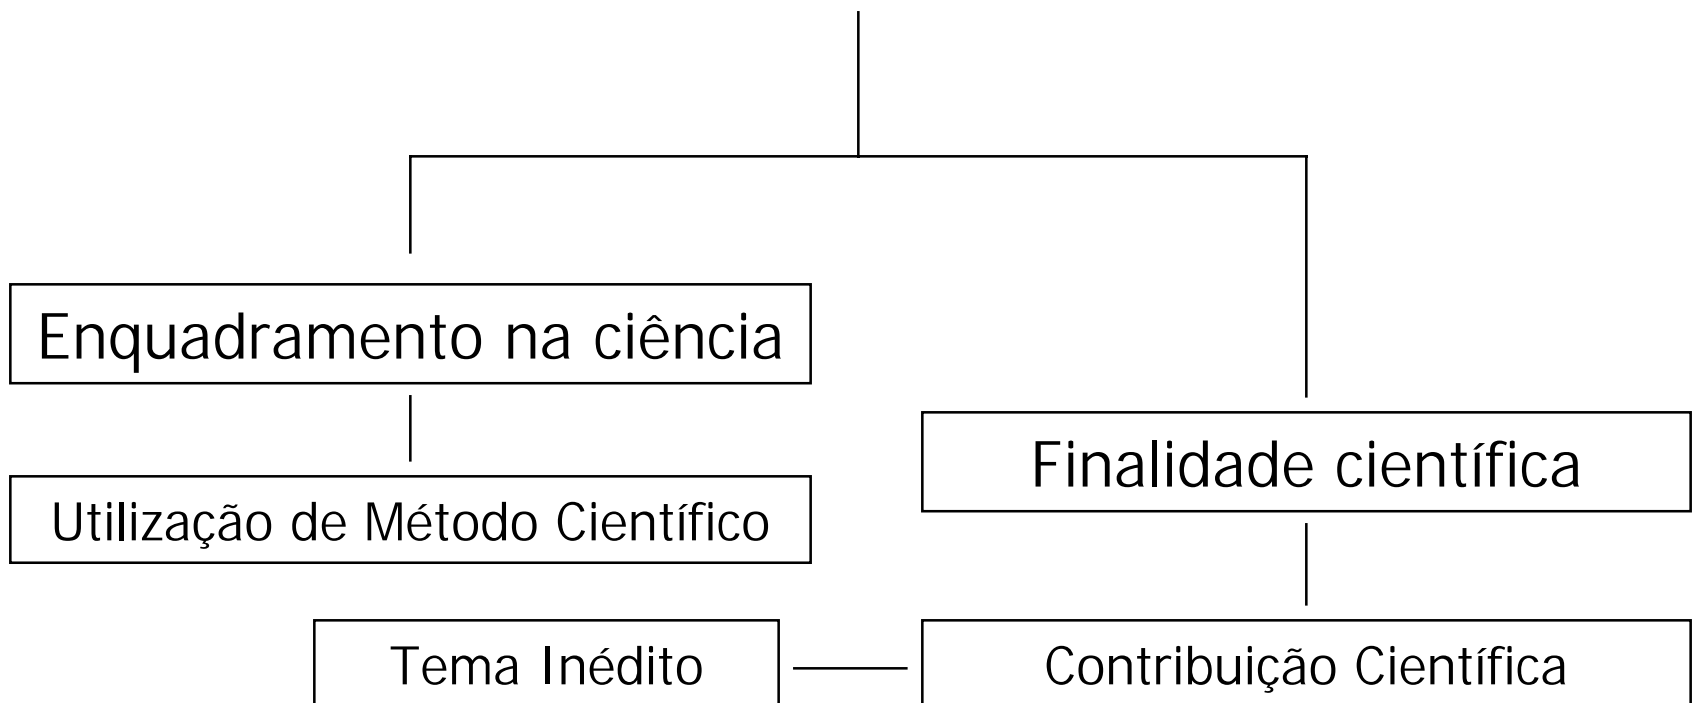 Enquadramento na ciência
Utilização de Método Científico
Finalidade científica
Tema Inédito
Contribuição Científica